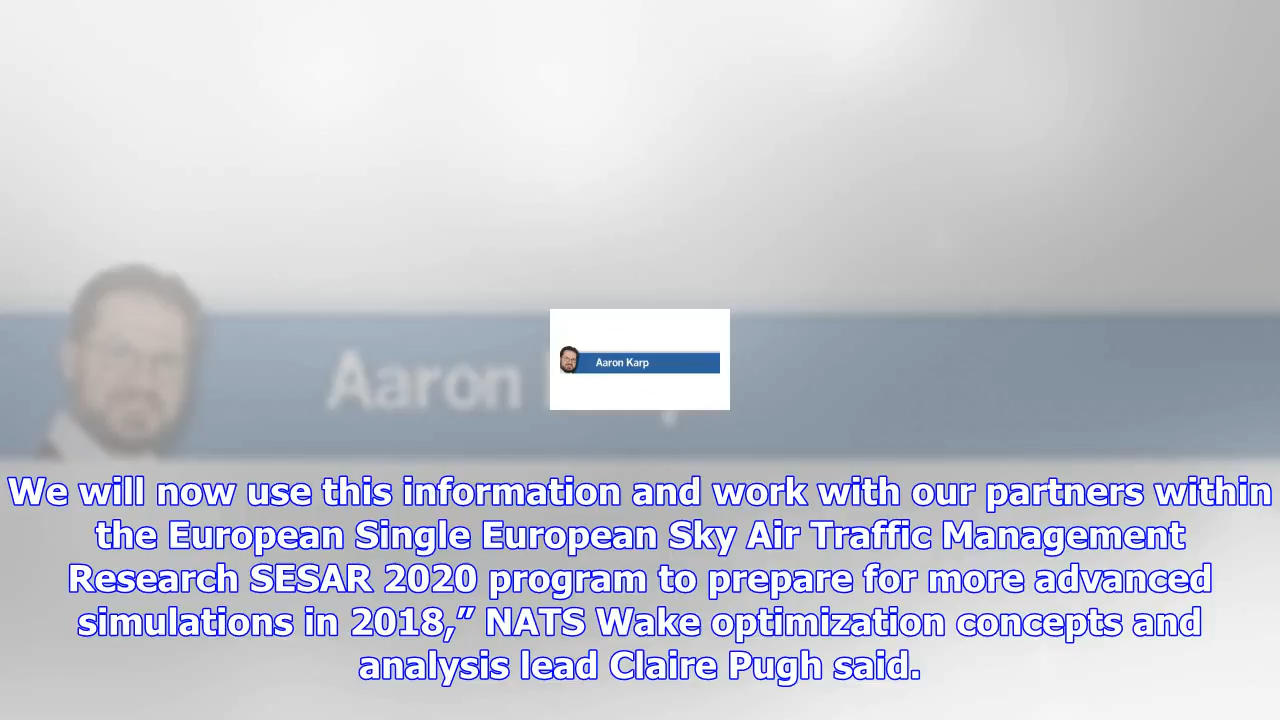 Aaron Karp
Aaron
We will now use this information and work with our partners within
the European Single European Sky Air Traffic Management
Research SESAR 2020 program to prepare for more advanced
simulations in 2018,” NATS Wake optimization concepts and
analysis lead Claire Pugh said.